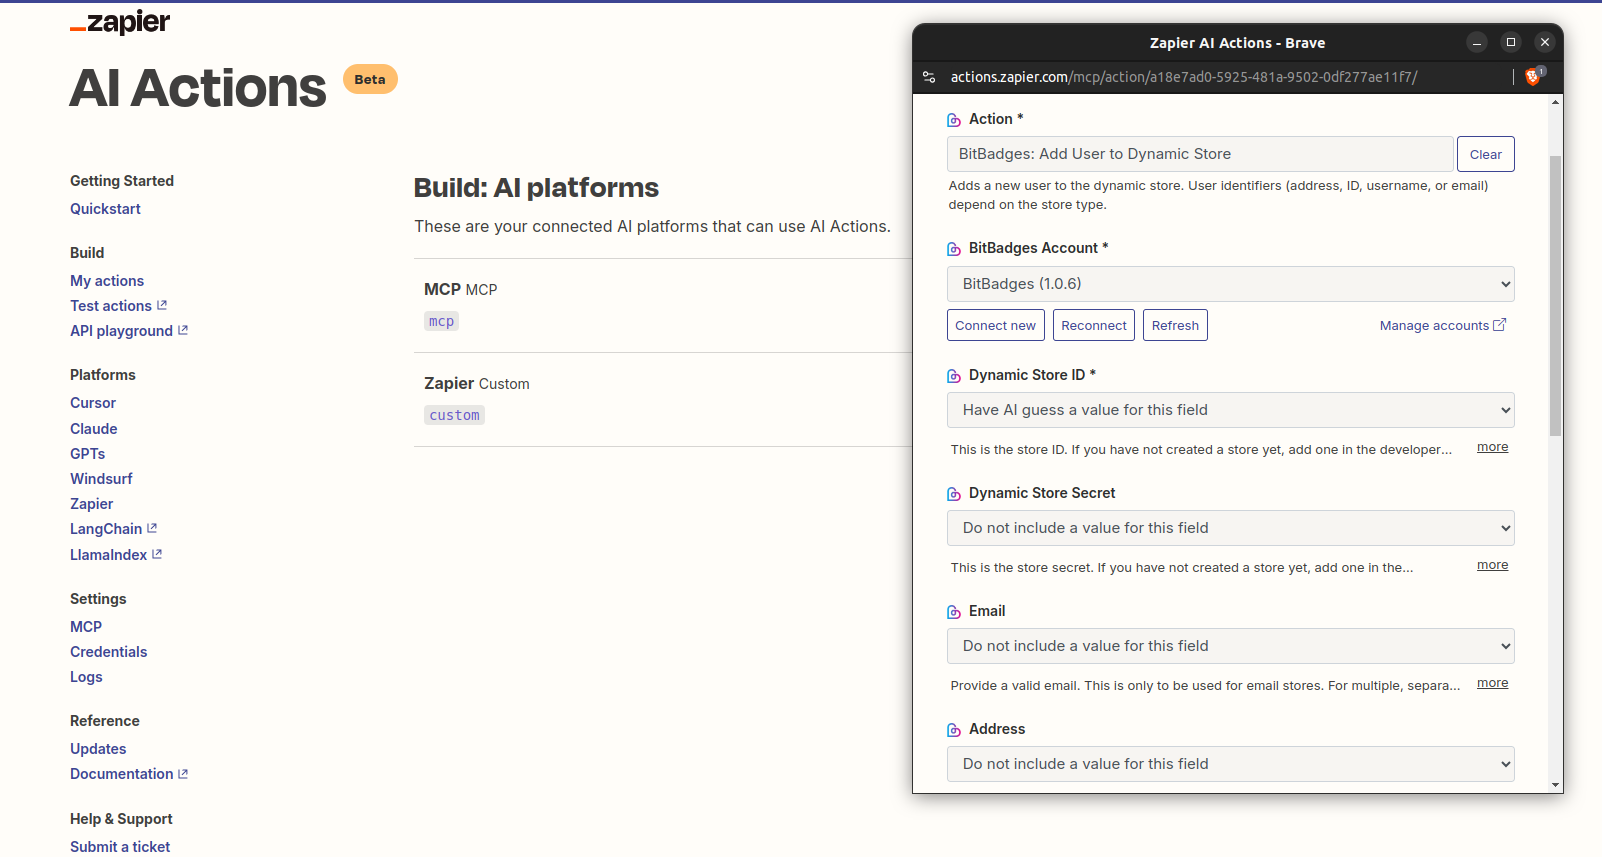 zapier
AI Actions
Beta
Getting Started
Quickstart
Build
My actions
Test actions
API playground
Platforms
Cursor
Claude
GPTs
Windsurf
Zapier
LangChain
LlamaIndex
Settings
MCP
Credentials
Logs
Reference
Updates
Documentation
Help & Support
Submit a ticket
Build: AI platforms
These are your connected AI platforms that can use AI Actions.
MCP MCP
mcp
Zapier Custom
custom
Zapier AI Actions - Brave
actions.zapier.com/mcp/action/a18e7ad0-5925-481a-9502-0df277ae11f7/
1
Action *
BitBadges: Add User to Dynamic Store
Clear
Adds a new user to the dynamic store. User identifiers (address, ID, username, or email)
depend on the store type.
BitBadges Account *
BitBadges (1.0.6)
Connect new
Reconnect
Refresh
Manage accounts
Dynamic Store ID *
Have AI guess a value for this field
This is the store ID. If you have not created a store yet, add one in the developer... more
Dynamic Store Secret
Do not include a value for this field
This is the store secret. If you have not created a store yet, add one in the... more
Email
Do not include a value for this field
Provide a valid email. This is only to be used for email stores. For multiple, separa... more
Address
Do not include a value for this field